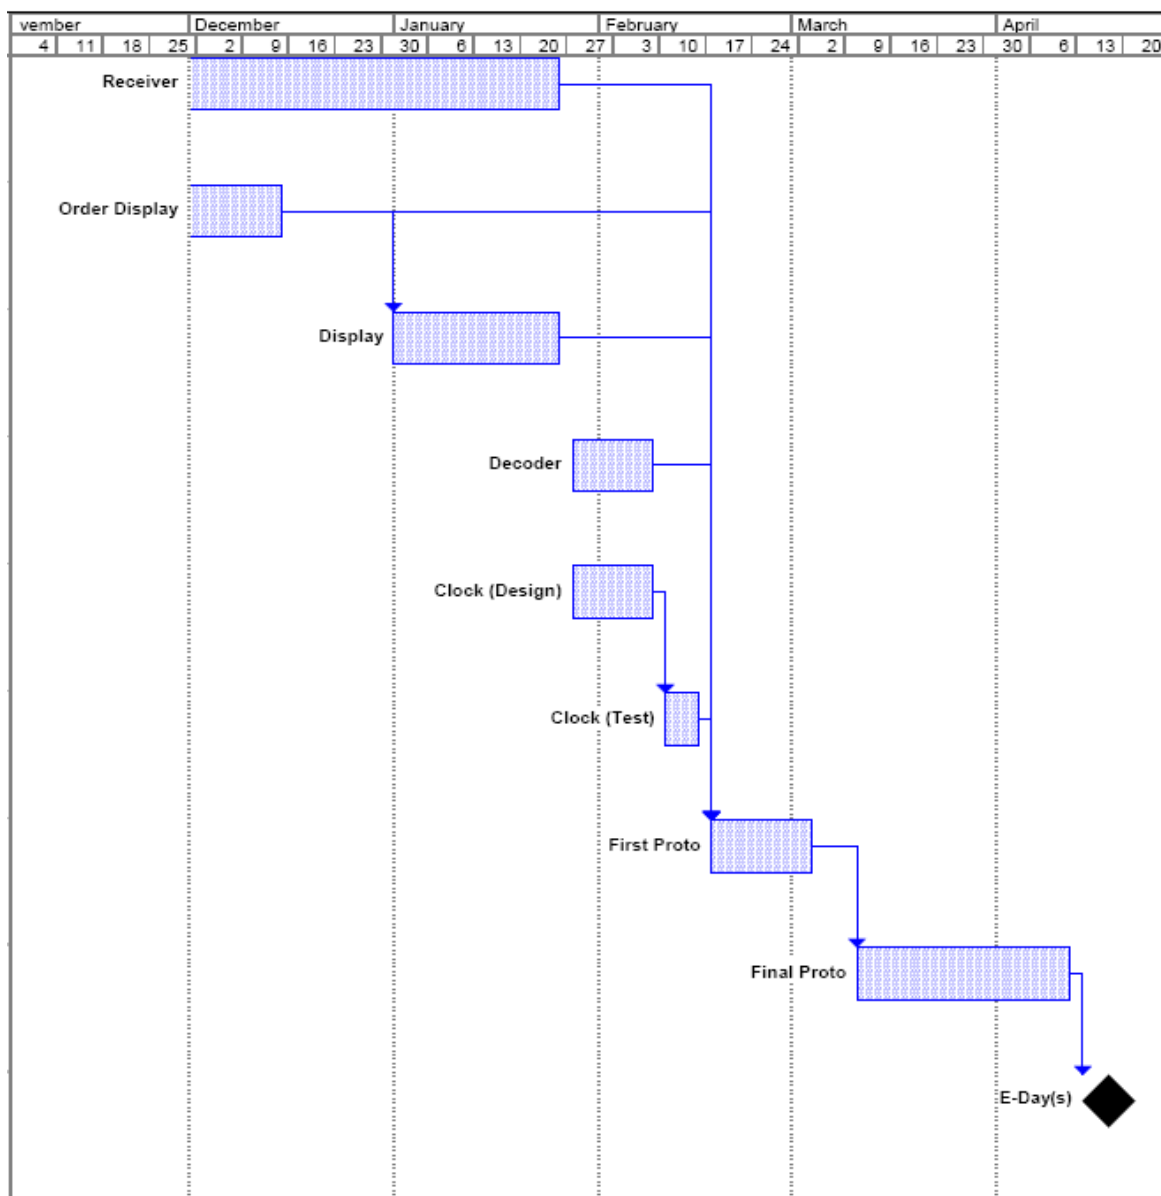 vember December January February March April
4 11 18 25 2 9 16 23 30 6 13 20 27 3 10 17 24 2 9 16 23 30 6 13 20
Receiver
Order Display
Display
Decoder
Clock (Design)
Clock (Test)
First Proto
Final Proto
E-Day(s)